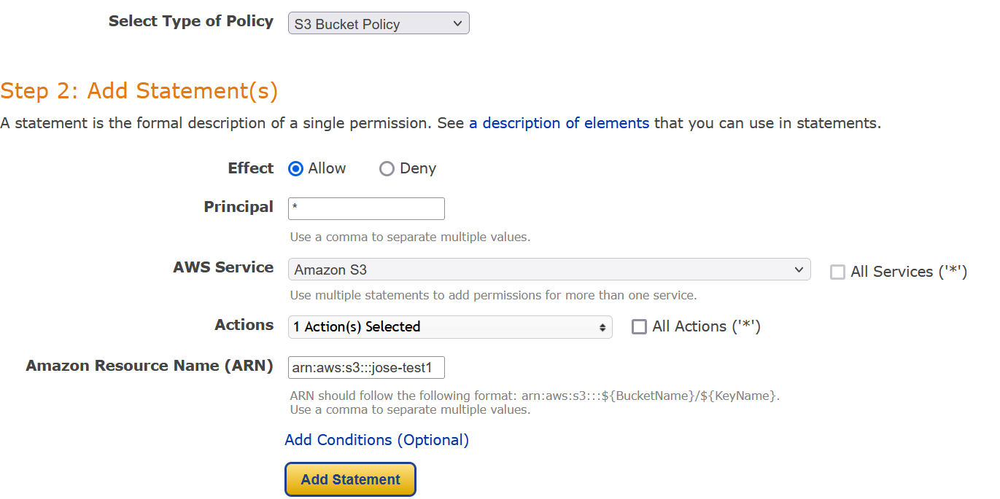 Select Type of Policy S3 Bucket Policy
Step 2: Add Statement(s)
A statement is the formal description of a single permission. See a description of elements that you can use in statements.
Effect Allow Deny
Principal *
Use a comma to separate multiple values.
AWS Service Amazon S3 All Services ('*')
Use multiple statements to add permissions for more than one service.
Actions 1 Action(s) Selected All Actions ('*')
Amazon Resource Name (ARN) arn:aws:s3:::jose-test1
ARN should follow the following format: arn:aws:s3:::${BucketName}/${KeyName}.
Use a comma to separate multiple values.
Add Conditions (Optional)
Add Statement